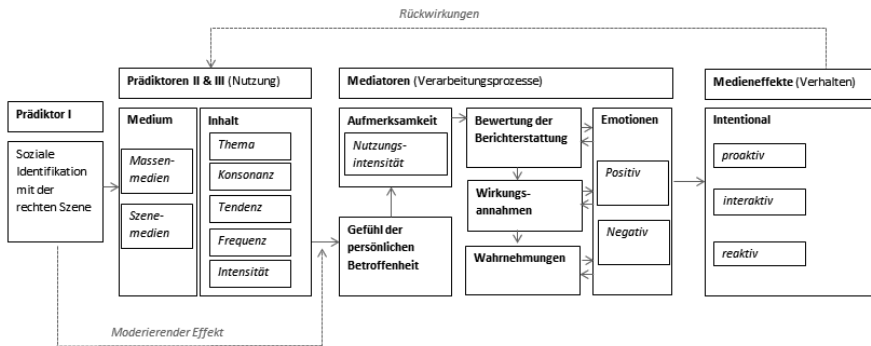 Rückwirkungen
Prädiktoren II & III (Nutzung)
Mediatoren (Verarbeitungsprozesse)
Medieneffekte (Verhalten)
Prädiktor I
Soziale
Identifikation
mit der
rechten Szene
Medium
Massen-
medien
Szene-
medien
Inhalt
Thema
Konsonanz
Tendenz
Frequenz
Intensität
Aufmerksamkeit
Nutzungs-
intensität
Gefühl der
persönlichen
Betroffenheit
Bewertung der
Berichterstattung
Wirkungs-
annahmen
Wahrnehmungen
Emotionen
Positiv
Negativ
Intentional
proaktiv
interaktiv
reaktiv
Moderierender Effekt